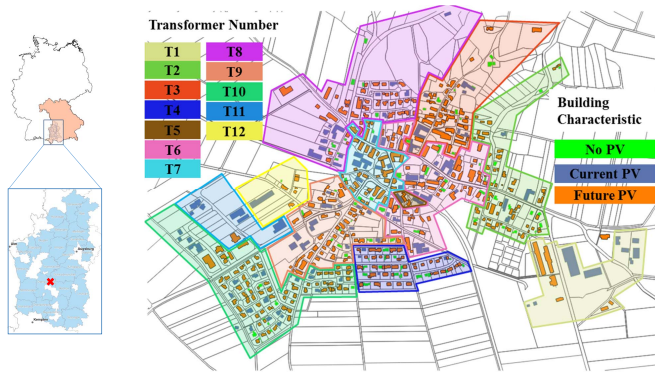 Transformer Number
T1 T8
T2 T9
T3 T10
T4 T11
T5 T12
T6
T7
Building
Characteristic
No PV
Current PV
Future PV
Kempten